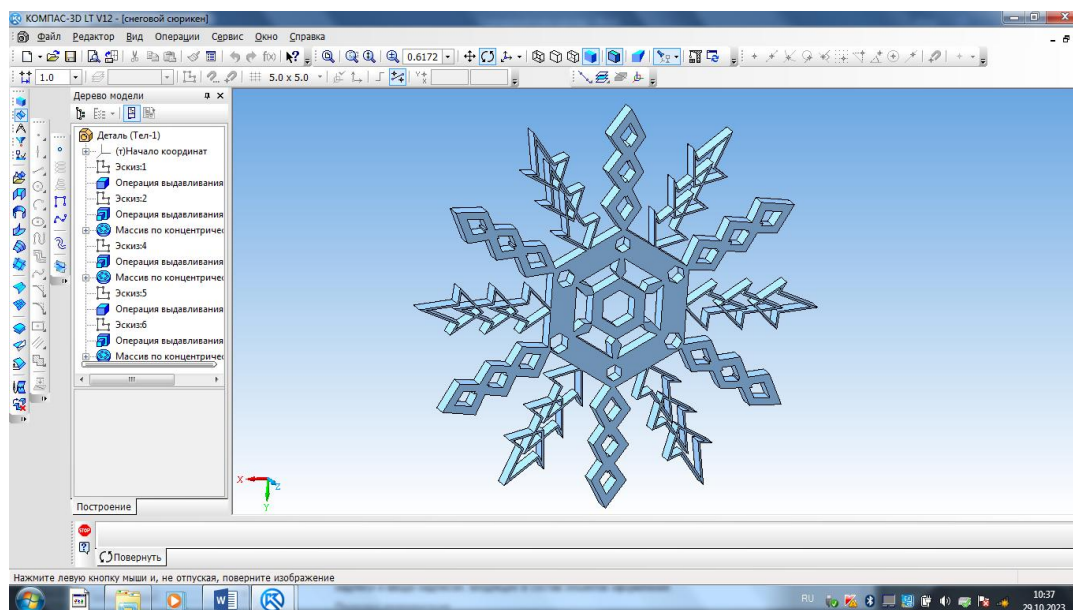 КОМПАС-3D LT V12 - [снеговой сюрикен]
Файл Редактор Вид Операции Сервис Окно Справка
0.6172
1.0
5.0 x 5.0
Дерево модели
Деталь (Тел-1)
(т)Начало координат
Эскиз:1
Операция выдавливания
Эскиз:2
Операция выдавливания
Массив по концентричес
Эскиз:4
Операция выдавливания
Массив по концентричес
Эскиз:5
Операция выдавливания
Эскиз:6
Операция выдавливания
Массив по концентричес
X
Z
Y
Построение
STOP
Повернуть
Нажмите левую кнопку мыши и, не отпуская, поверните изображение
RU
10:37
29.10.2023